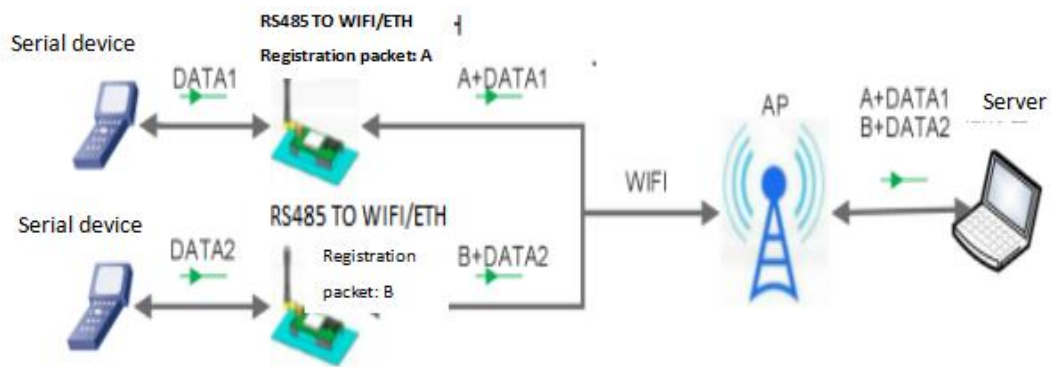 RS485 TO WIFI/ETH
Registration packet: A
Serial device
DATA1
A+DATA1
AP
A+DATA1
B+DATA2
Server
WIFI
Serial device
RS485 TO WIFI/ETH
DATA2
Registration
packet: B
B+DATA2